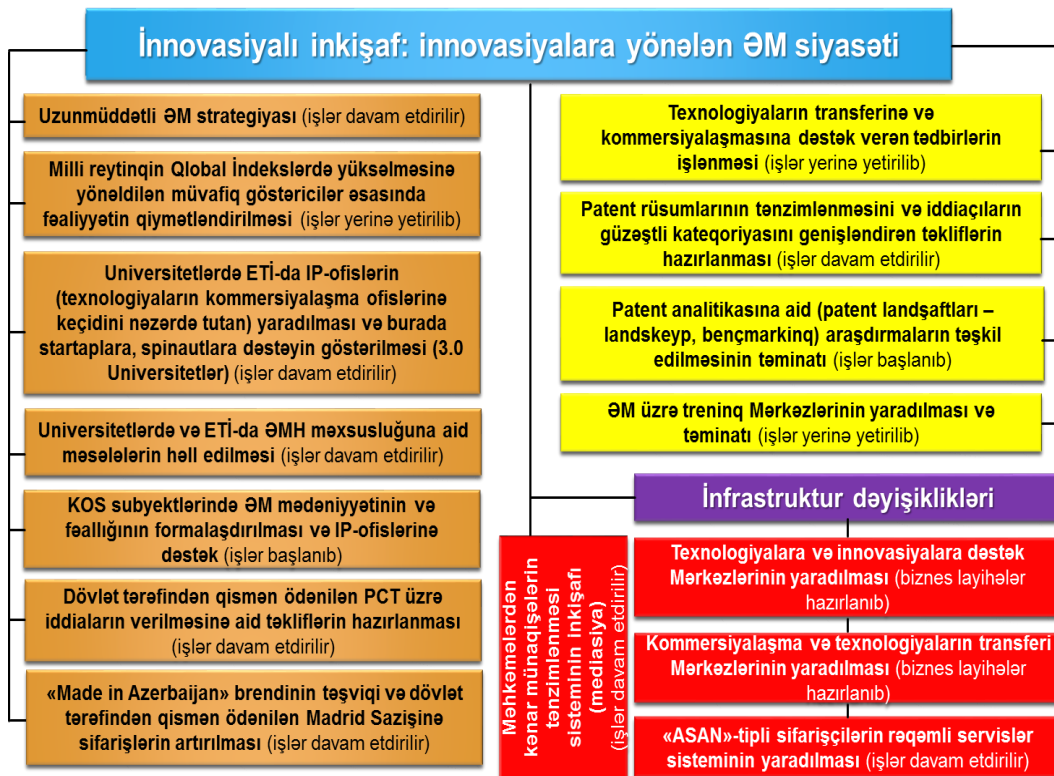 İnnovasiyalı inkişaf: innovasiyalara yönələn ƏM siyasəti
Uzunmüddətli ƏM strategiyası (işlər davam etdirilir)
Milli reytinqin Qlobal İndekslərdə yüksəlməsinə
yönəldilən müvafiq göstəricilər əsasında
fəaliyyətin qiymətləndirilməsi (işlər yerinə yetirilib)
Universitetlərdə ETİ-da IP-ofislərin
(texnologiyaların kommersiyalaşma ofislərinə
keçidini nəzərdə tutan) yaradılması və burada
startaplara, spinautlara dəstəyin göstərilməsi (3.0
Universitetlər) (işlər davam etdirilir)
Universitetlərdə və ETİ-da ƏMH məxsusluğuna aid
məsələlərin həll edilməsi (işlər davam etdirilir)
KOS subyektlərində ƏM mədəniyyətinin və
fəallığının formalaşdırılması və IP-ofislərinə
dəstək (işlər başlanıb)
Dövlət tərəfindən qismən ödənilən PCT üzrə
iddiaların verilməsinə aid təkliflərin hazırlanması
(işlər davam etdirilir)
«Made in Azerbaijan» brendinin təşviqi və dövlət
tərəfindən qismən ödənilən Madrid Sazişinə
sifarişlərin artırılması (işlər davam etdirilir)
Texnologiyaların transferinə və
kommersiyalaşmasına dəstək verən tədbirlərin
işlənməsi (işlər yerinə yetirilib)
Patent rüsumlarının tənzimlənməsini və iddiaçıların
güzəştli kateqoriyasını genişləndirən təkliflərin
hazırlanması (işlər davam etdirilir)
Patent analitikasına aid (patent landşaftları –
landskeyp, bençmarkinq) araşdırmaların təşkil
edilməsinin təminatı (işlər başlanıb)
ƏM üzrə treninq Mərkəzlərinin yaradılması və
təminatı (işlər yerinə yetirilib)
Məhkəmələrdən
kənar münaqişələrin
tənzimlənməsi
sisteminin inkişafı
(mediasiya)
(işlər davam etdirilir)
İnfrastruktur dəyişiklikləri
Texnologiyalara və innovasiyalara dəstək
Mərkəzlərinin yaradılması (biznes layihələr
hazırlanıb)
Kommersiyalaşma və texnologiyaların transferi
Mərkəzlərinin yaradılması (biznes layihələr
hazırlanıb)
«ASAN»-tipli sifarişçilərin rəqəmli servislər
sisteminin yaradılması (işlər davam etdirilir)